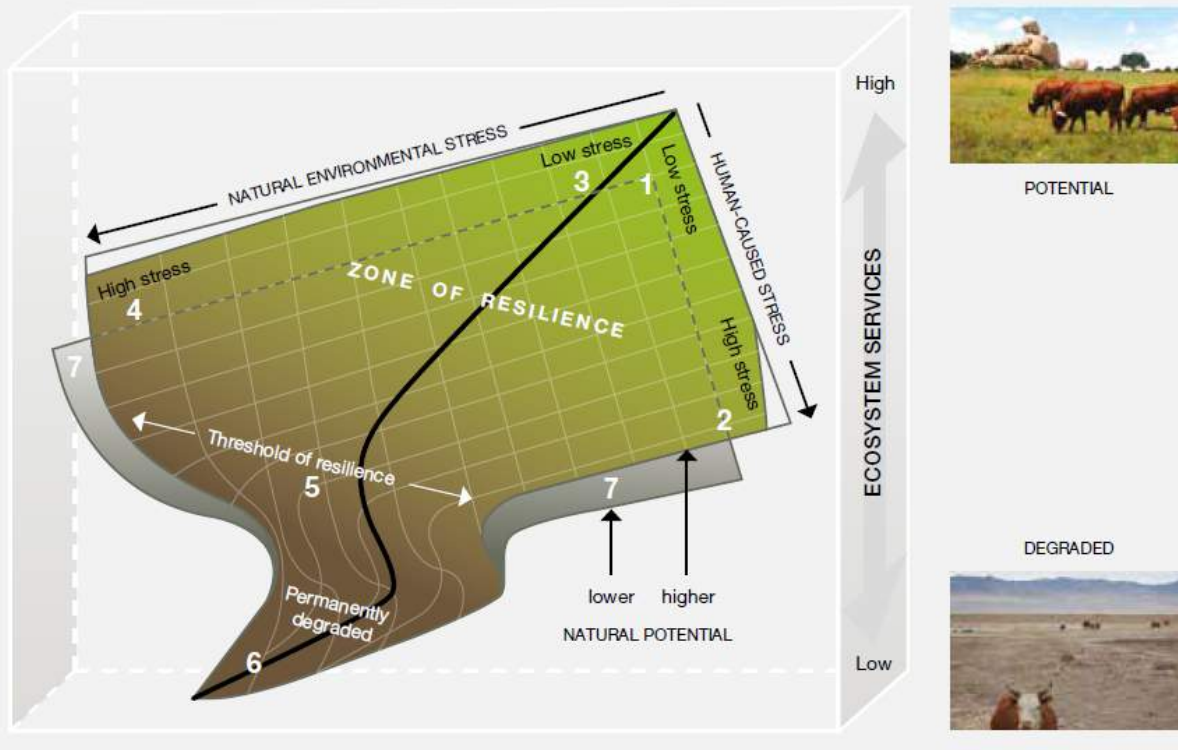 High
NATURAL ENVIRONMENTAL STRESS
Low stress
3
1
Low stress
HUMAN-CAUSED STRESS
POTENTIAL
High stress
4
ZONE OF RESILIENCE
7
High stress
2
ECOSYSTEM SERVICES
Threshold of resilience
5
7
DEGRADED
Permanently
degraded
lower higher
NATURAL POTENTIAL
6
Low